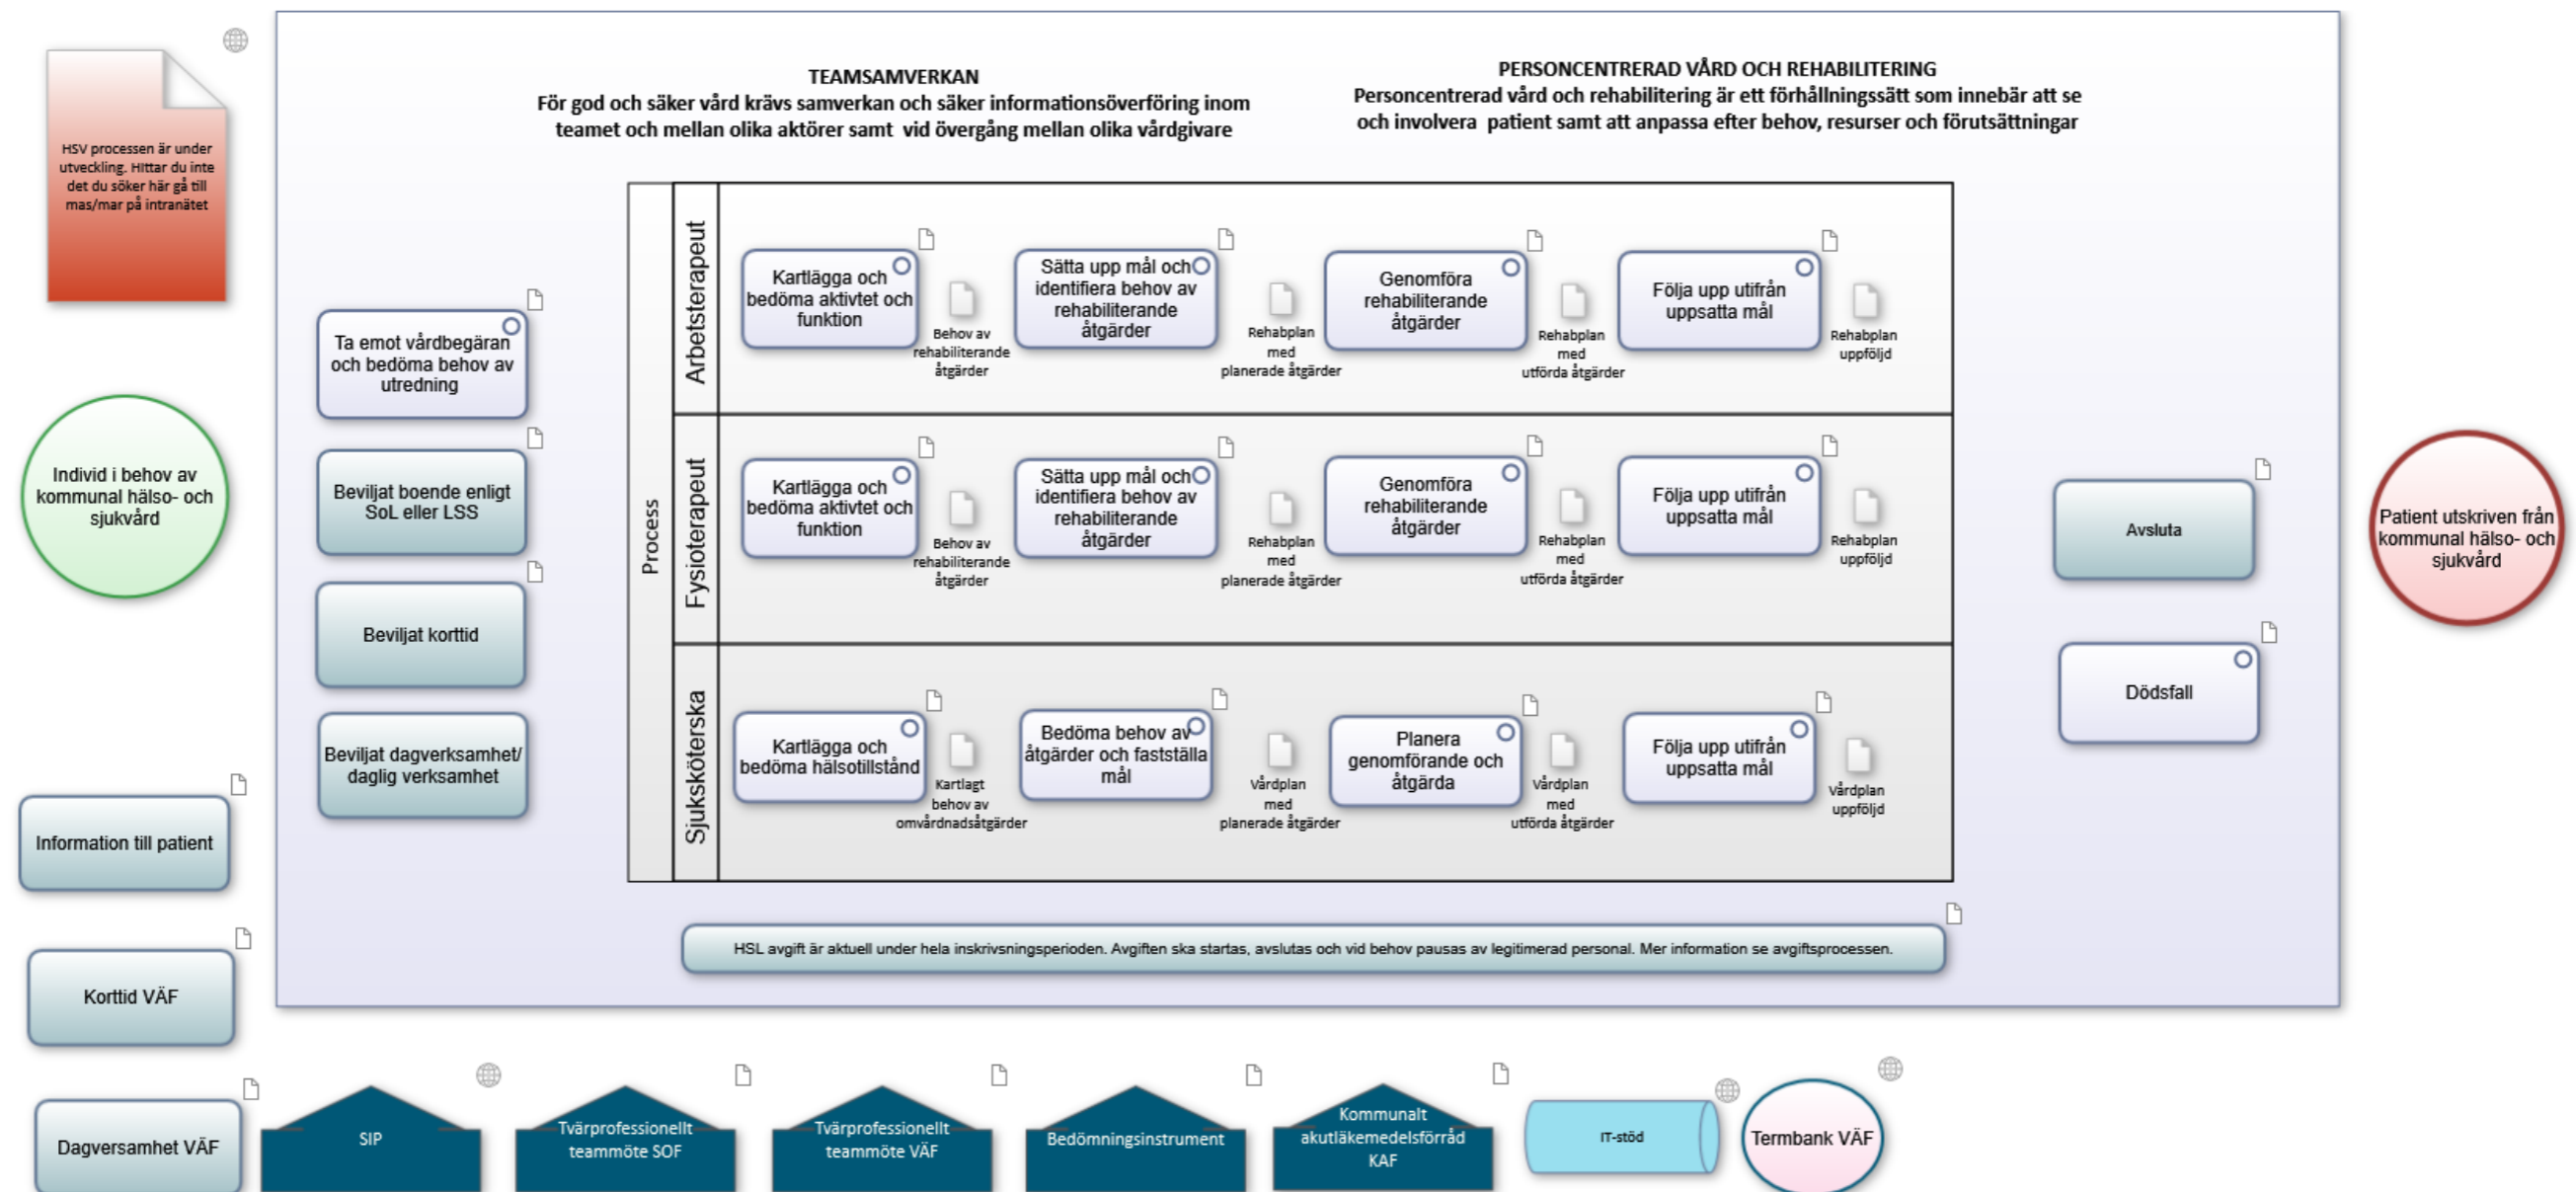 HSV processen är under
utveckling. HIttar du inte
det du söker här gå till
mas/mar på intranätet
TEAMSAMVERKAN
För god och säker vård krävs samverkan och säker informationsöverföring inom
teamet och mellan olika aktörer samt vid övergång mellan olika vårdgivare
PERSONCENTRERAD VÅRD OCH REHABILITERING
Personcentrerad vård och rehabilitering är ett förhållningssätt som innebär att se
och involvera patient samt att anpassa efter behov, resurser och förutsättningar
Individ i behov av
kommunal hälso- och
sjukvård
Ta emot vårdbegäran
och bedöma behov av
utredning
Beviljat boende enligt
SoL eller LSS
Beviljat korttid
Beviljat dagverksamhet/
daglig verksamhet
Process
Arbetsterapeut
Kartlägga och
bedöma aktivtet och
funktion
Behov av
rehabiliterande
åtgärder
Sätta upp mål och
identifiera behov av
rehabiliterande
åtgärder
Rehabplan
med
planerade åtgärder
Genomföra
rehabiliterande
åtgärder
Rehabplan
med
utförda åtgärder
Följa upp utifrån
uppsatta mål
Rehabplan
uppföljd
Fysioterapeut
Kartlägga och
bedöma aktivtet och
funktion
Behov av
rehabiliterande
åtgärder
Sätta upp mål och
identifiera behov av
rehabiliterande
åtgärder
Rehabplan
med
planerade åtgärder
Genomföra
rehabiliterande
åtgärder
Rehabplan
med
utförda åtgärder
Följa upp utifrån
uppsatta mål
Rehabplan
uppföljd
Sjuksköterska
Kartlägga och
bedöma hälsotillstånd
Kartlagt
behov av
omvårdnadsåtgärder
Bedöma behov av
åtgärder och fastställa
mål
Vårdplan
med
planerade åtgärder
Planera
genomförande och
åtgärda
Vårdplan
med
utförda åtgärder
Följa upp utifrån
uppsatta mål
Vårdplan
uppföljd
Avsluta
Dödsfall
Patient utskriven från
kommunal hälso- och
sjukvård
HSL avgift är aktuell under hela inskrivsningsperioden. Avgiften ska startas, avslutas och vid behov pausas av legitimerad personal. Mer information se avgiftsprocessen.
Information till patient
Korttid VÄF
Dagversamhet VÄF
SIP
Tvärprofessionellt
teammöte SOF
Tvärprofessionellt
teammöte VÄF
Bedömningsinstrument
Kommunalt
akutläkemedelsförråd
KAF
IT-stöd
Termbank VÄF